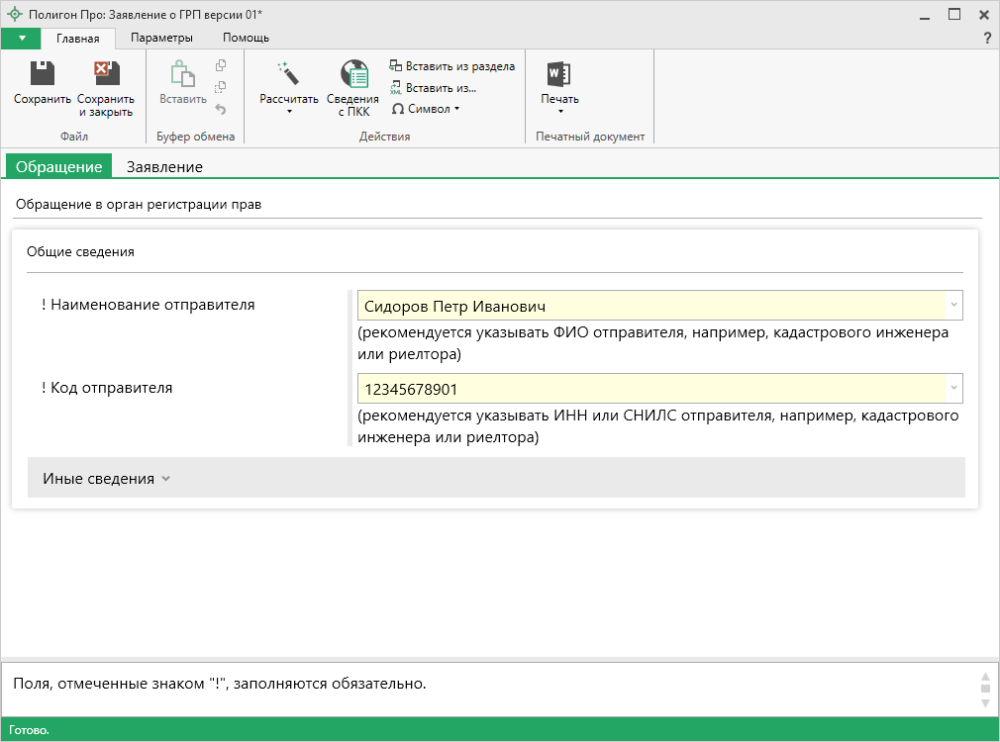 Полигон Про: Заявление о ГРП версии 01*
Главная Параметры Помощь
?
Сохранить
Сохранить
и закрыть
Файл
Вставить
Буфер обмена
Рассчитать
Сведения
с ПКК
Вставить из раздела
XML Вставить из...
Ω Символ
Действия
W
Печать
Печатный документ
Обращение Заявление
Обращение в орган регистрации прав
Общие сведения
! Наименование отправителя
Сидоров Петр Иванович
(рекомендуется указывать ФИО отправителя, например, кадастрового инженера
или риелтора)
! Код отправителя
12345678901
(рекомендуется указывать ИНН или СНИЛС отправителя, например, кадастрового
инженера или риелтора)
Иные сведения
Поля, отмеченные знаком "!", заполняются обязательно.
Готово.